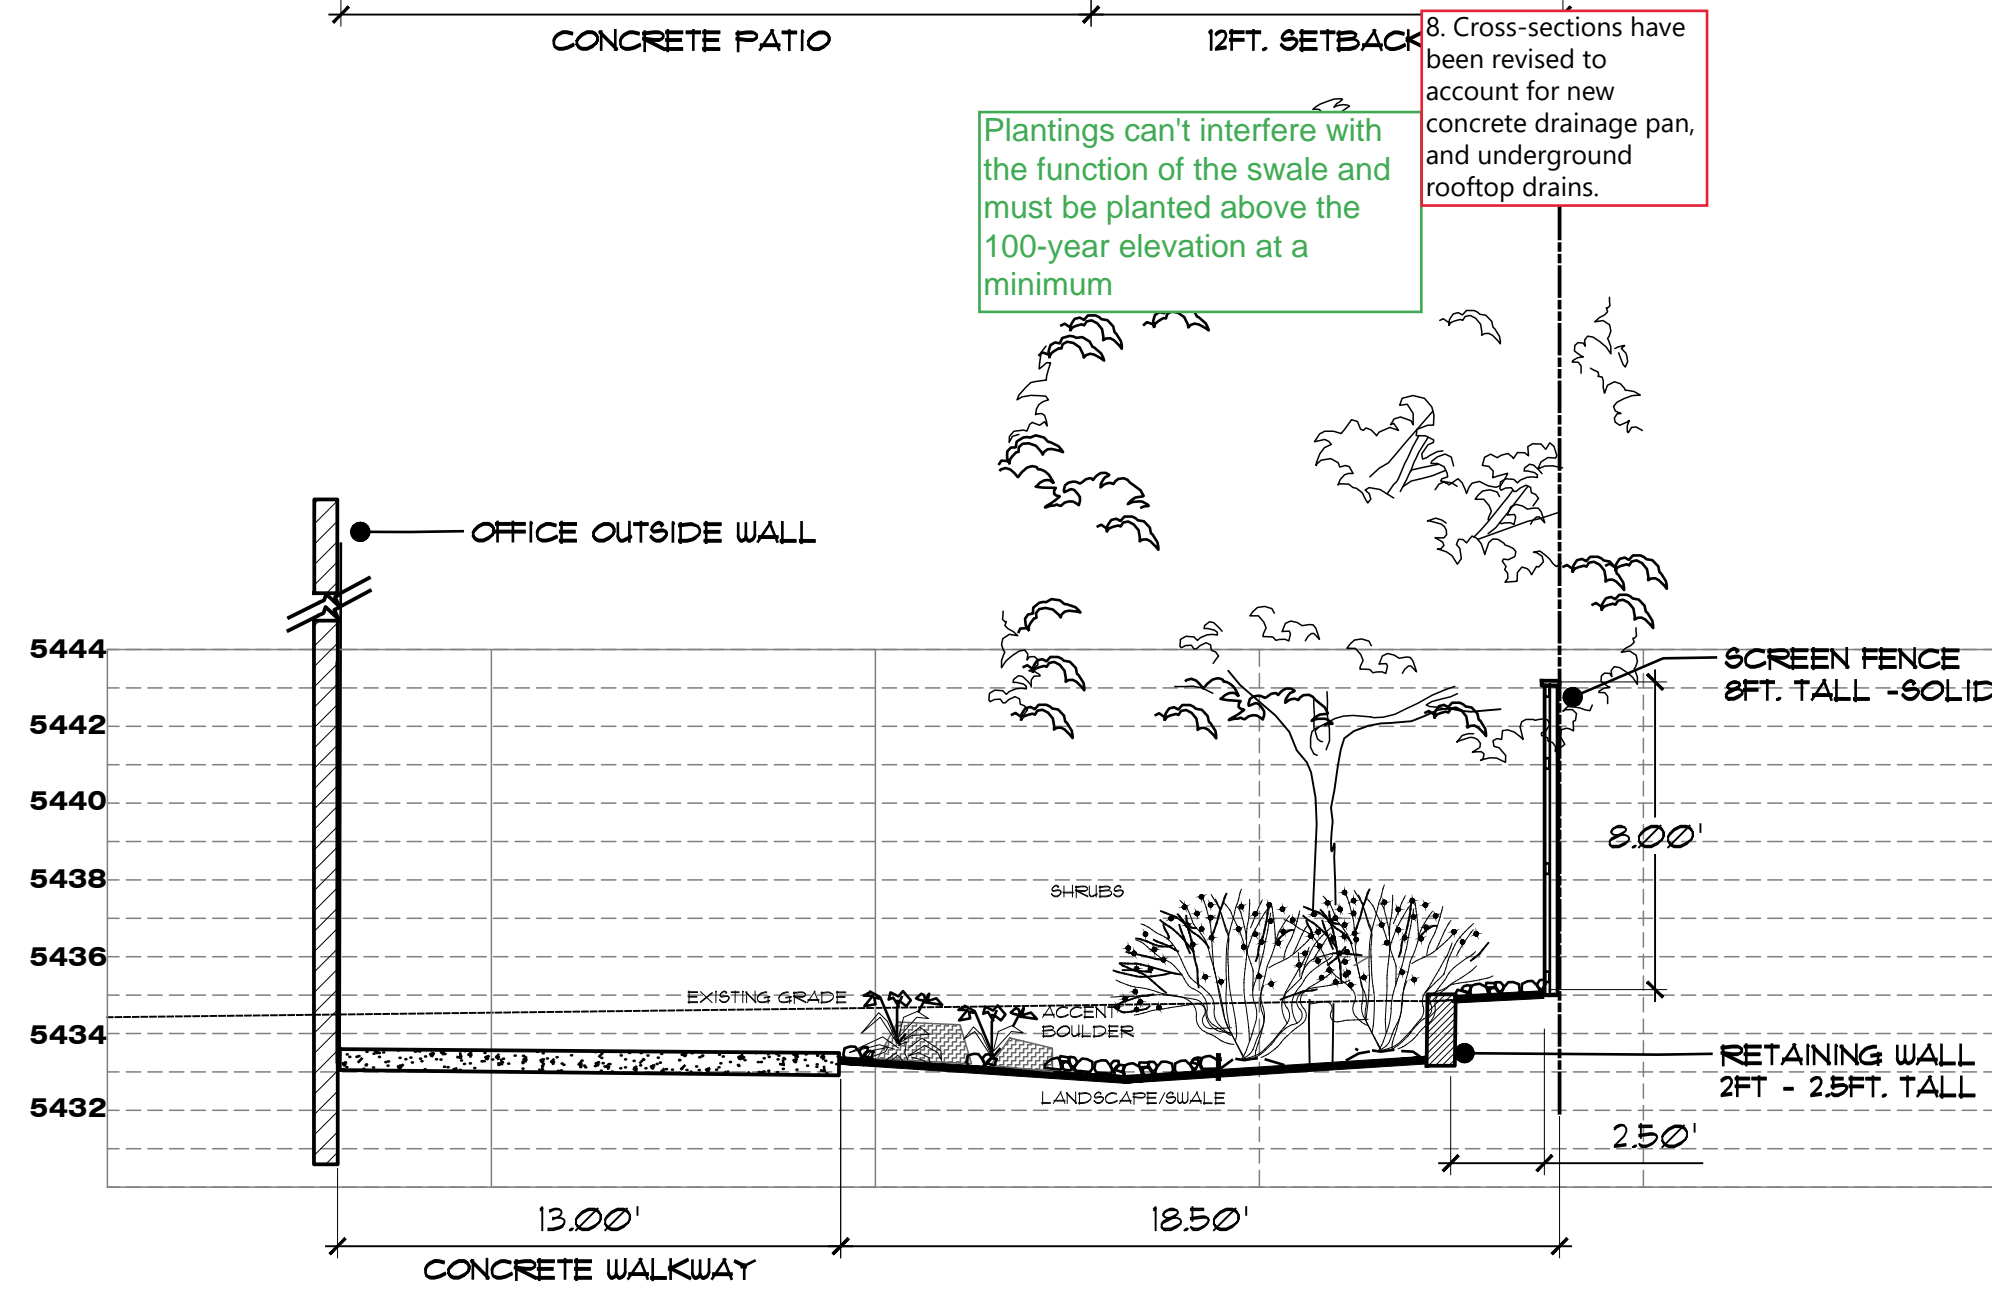 CONCRETE PATIO
12FT. SETBACK
8. Cross-sections have
been revised to
account for new
concrete drainage pan,
and underground
rooftop drains.
Plantings can't interfere with
the function of the swale and
must be planted above the
100-year elevation at a
minimum
OFFICE OUTSIDE WALL
5444
SCREEN FENCE
8FT. TALL -SOLID
5442
5440
8.00'
5438
SHRUBS
5436
EXISTING GRADE
ACCENT
BOULDER
5434
RETAINING WALL
2FT - 2.5FT. TALL
LANDSCAPE/SWALE
5432
2.50'
13.00'
18.50'
CONCRETE WALKWAY